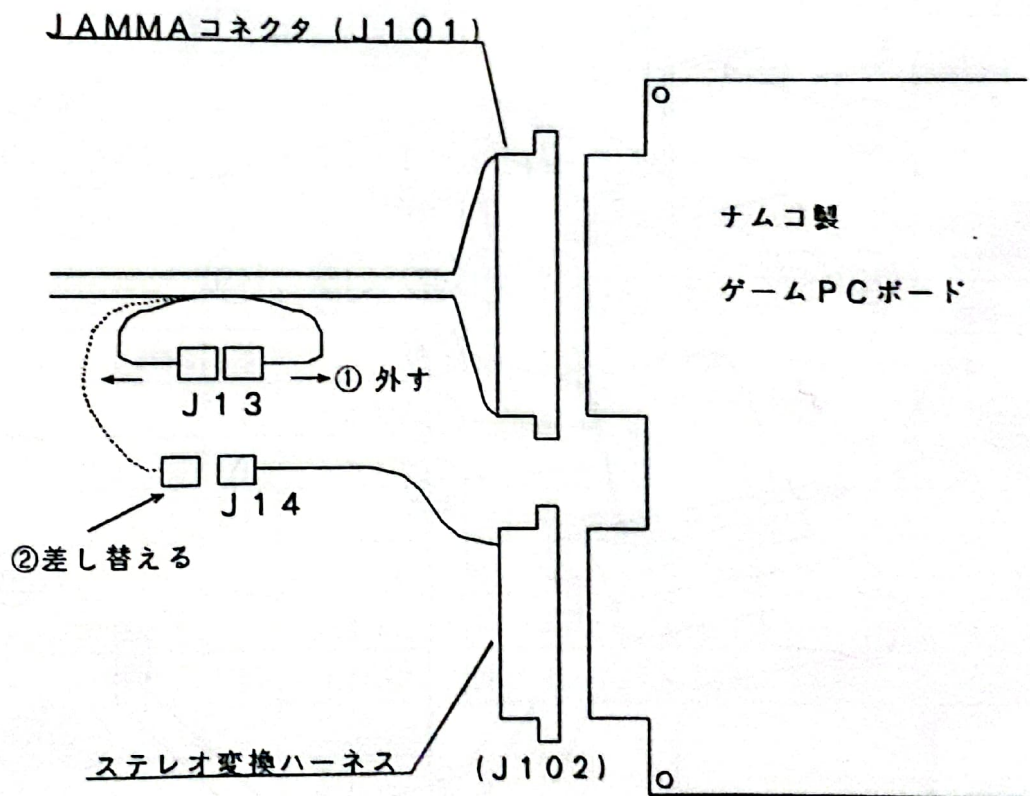 JAMMAコネクタ (J101)
ナムコ製
ゲームPCボード
① 外す
J13
J14
②差し替える
ステレオ変換ハーネス
(J102)